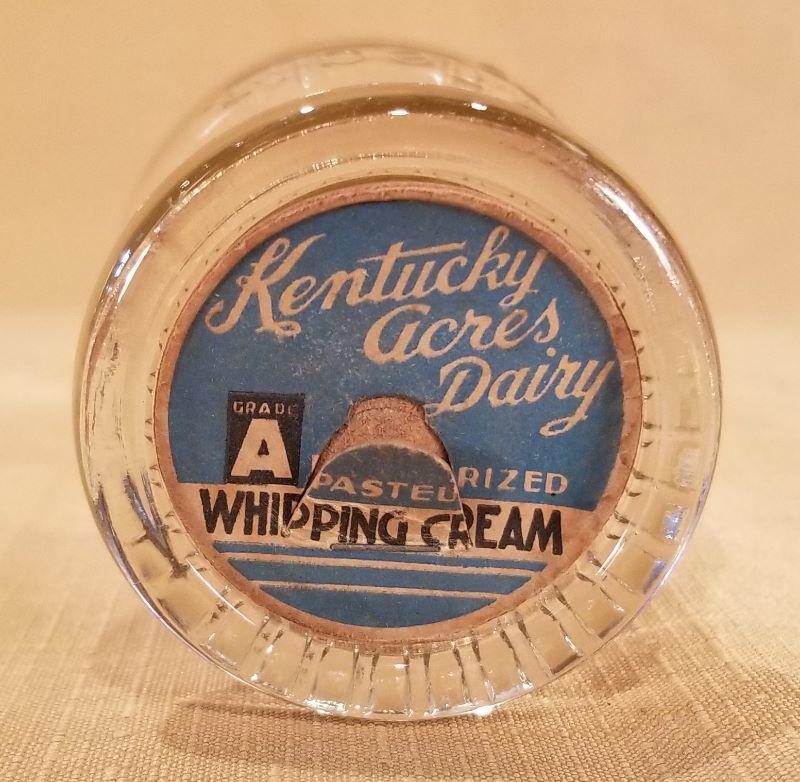 Kentucky
Acres
Dairy
GRADE
A
PASTEURIZED
WHIPPING CREAM